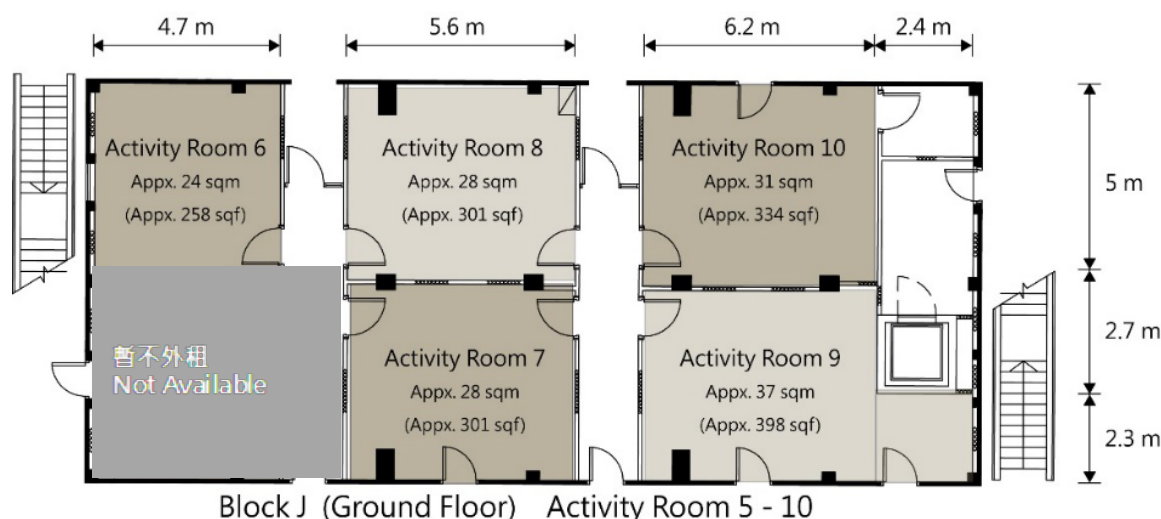 4.7 m
5.6 m
6.2 m
2.4 m
Activity Room 6
Appx. 24 sqm
(Appx. 258 sqf)
Activity Room 8
Appx. 28 sqm
(Appx. 301 sqf)
Activity Room 10
Appx. 31 sqm
(Appx. 334 sqf)
5 m
暫不外租
Not Available
Activity Room 7
Appx. 28 sqm
(Appx. 301 sqf)
Activity Room 9
Appx. 37 sqm
(Appx. 398 sqf)
2.7 m
2.3 m
Block J (Ground Floor) Activity Room 5 - 10